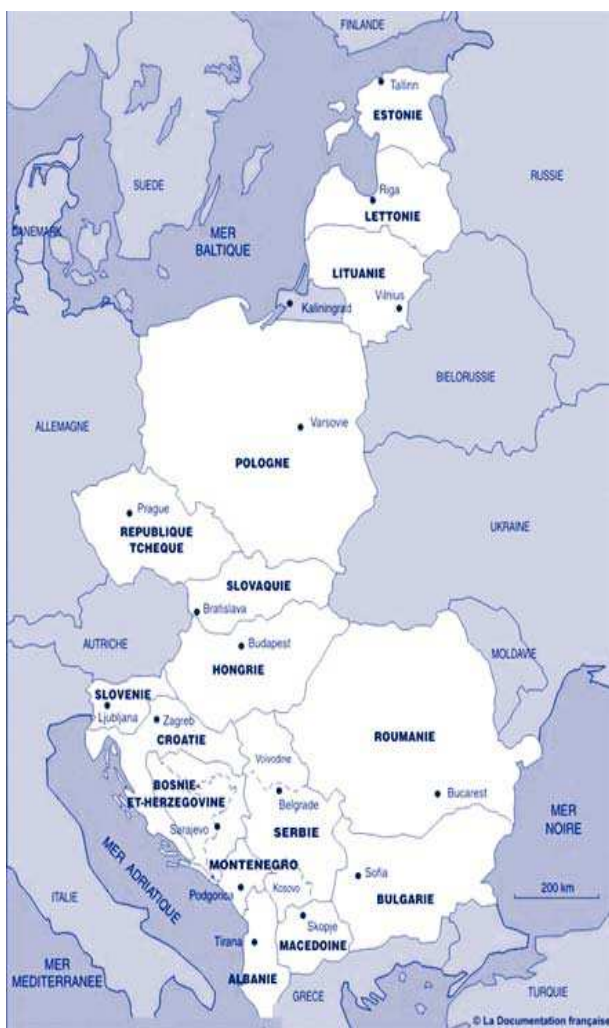 FINLANDE
Tallinn
ESTONIE
SUEDE
RUSSIE
Riga
LETTONIE
DANEMARK
MER
BALTIQUE
LITUANIE
Vilnius
Kaliningrad
BIELORUSSIE
ALLEMAGNE
Varsovie
POLOGNE
Prague
REPUBLIQUE
TCHEQUE
UKRAINE
SLOVAQUIE
Bratislava
AUTRICHE
Budapest
HONGRIE
MOLDAVIE
SLOVENIE
Ljubljana
Zagreb
CROATIE
ROUMANIE
Voivodine
BOSNIE-
ET-HERZEGOVINE
Belgrade
Bucarest
Sarajevo
SERBIE
MER
NOIRE
MER ADRIATIQUE
MONTENEGRO
Podgorica
Kosovo
Sofia
BULGARIE
200 km
ITALIE
Skopje
MACEDOINE
Tirana
ALBANIE
MER
MEDITERRANEE
GRECE
TURQUIE
© La Documentation française